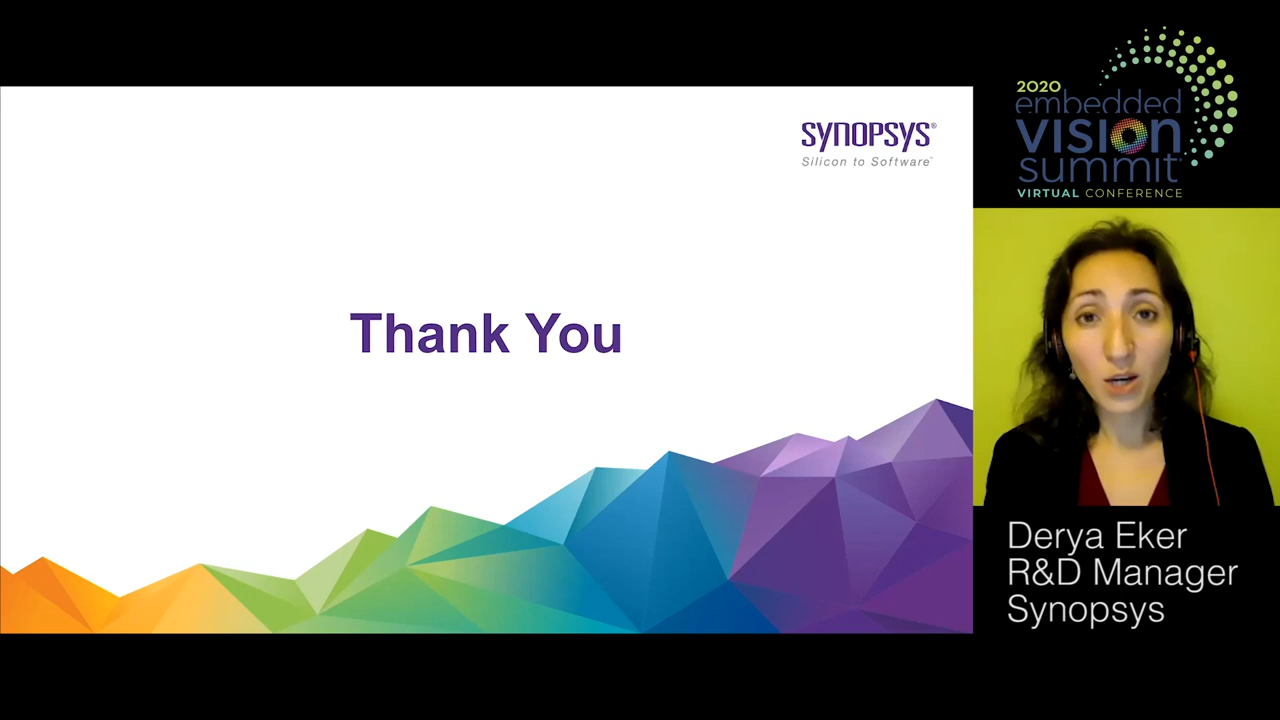 SYNOPSYS®
Silicon to Software™
Thank You
2020
embedded
VISION
summit
VIRTUAL CONFERENCE
Derya Eker
R&D Manager
Synopsys